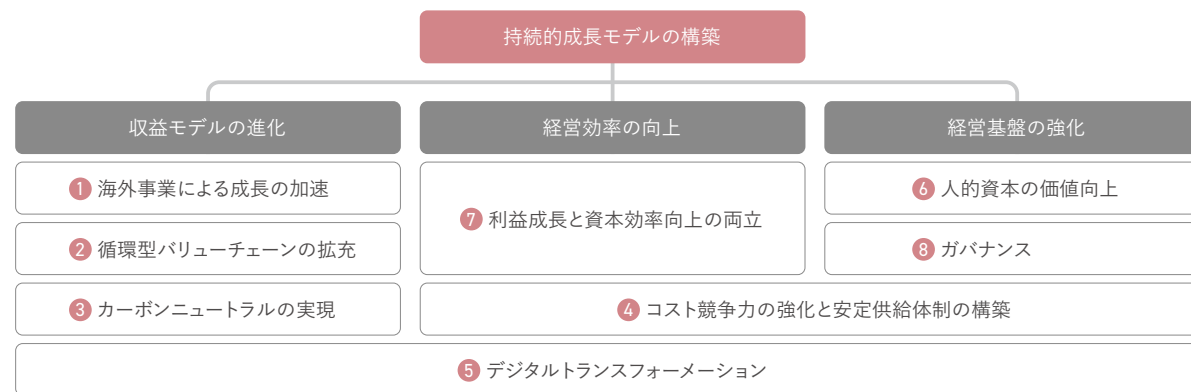 持続的成長モデルの構築
収益モデルの進化
経営効率の向上
経営基盤の強化
1 海外事業による成長の加速
2 循環型バリューチェーンの拡充
3 カーボンニュートラルの実現
7 利益成長と資本効率向上の両立
6 人的資本の価値向上
8 ガバナンス
4 コスト競争力の強化と安定供給体制の構築
5 デジタルトランスフォーメーション